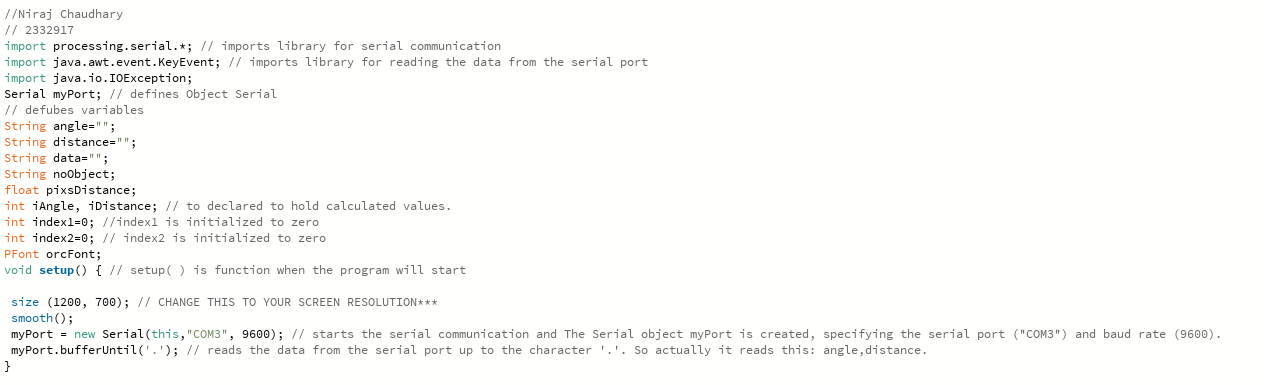 //Niraj Chaudhary
// 2332917
import processing.serial.*; // imports library for serial communication
import java.awt.event.KeyEvent; // imports library for reading the data from the serial port
import java.io.IOException;
Serial myPort; // defines Object Serial
// defubes variables
String angle="";
String distance="";
String data="";
String noObject;
float pixsDistance;
int iAngle, iDistance; // to declared to hold calculated values.
int index1=0; //index1 is initialized to zero
int index2=0; // index2 is initialized to zero
PFont orcFont;
void setup() { // setup( ) is function when the program will start
size (1200, 700); // CHANGE THIS TO YOUR SCREEN RESOLUTION***
smooth();
myPort = new Serial(this,"COM3", 9600); // starts the serial communication and The Serial object myPort is created, specifying the serial port ("COM3") and baud rate (9600).
myPort.bufferUntil('.'); // reads the data from the serial port up to the character '.'. So actually it reads this: angle,distance.
}